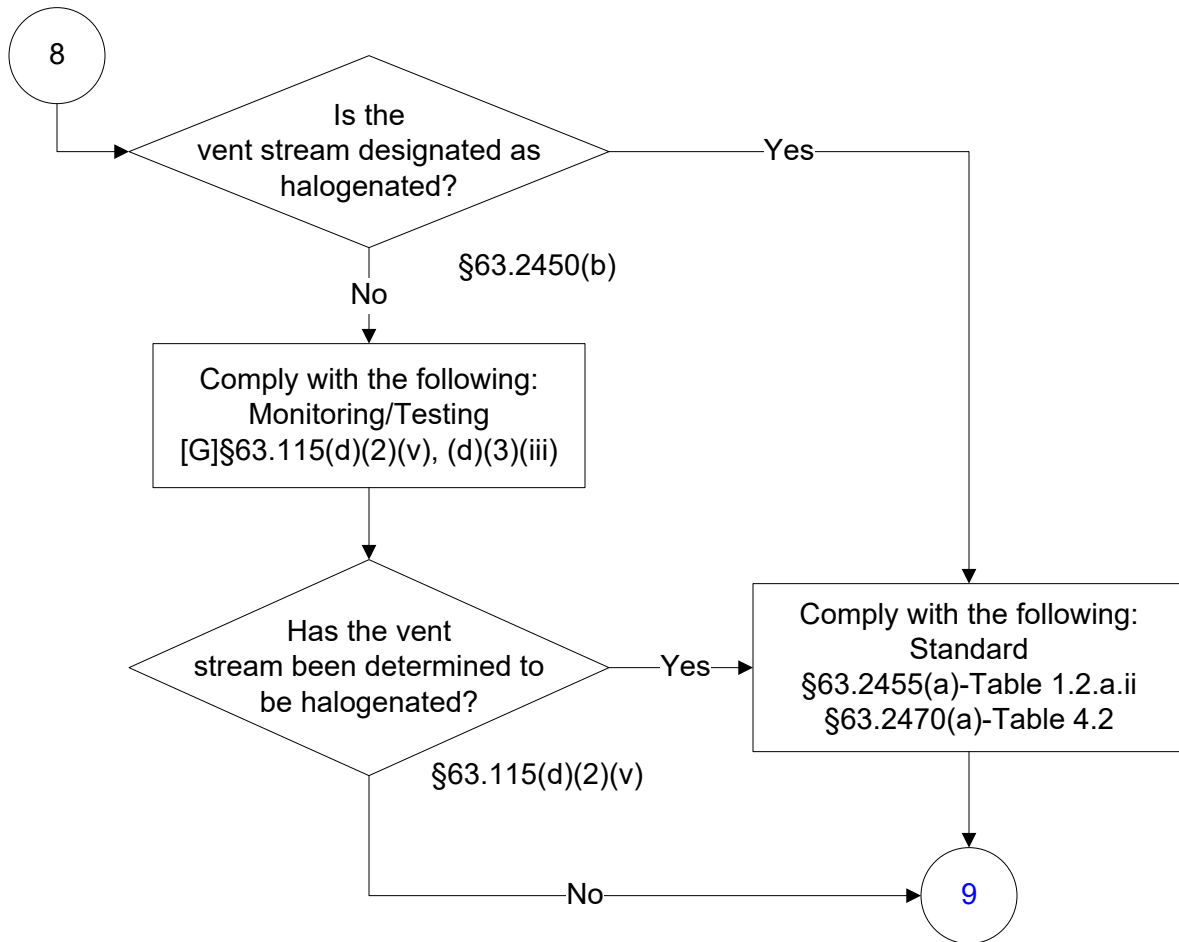 8
Is the
vent stream designated as
halogenated?
Yes
§63.2450(b)
No
Comply with the following:
Monitoring/Testing
[G]§63.115(d)(2)(v), (d)(3)(iii)
Has the vent
stream been determined to
be halogenated?
Yes
Comply with the following:
Standard
§63.2455(a)-Table 1.2.a.ii
§63.2470(a)-Table 4.2
§63.115(d)(2)(v)
No
9